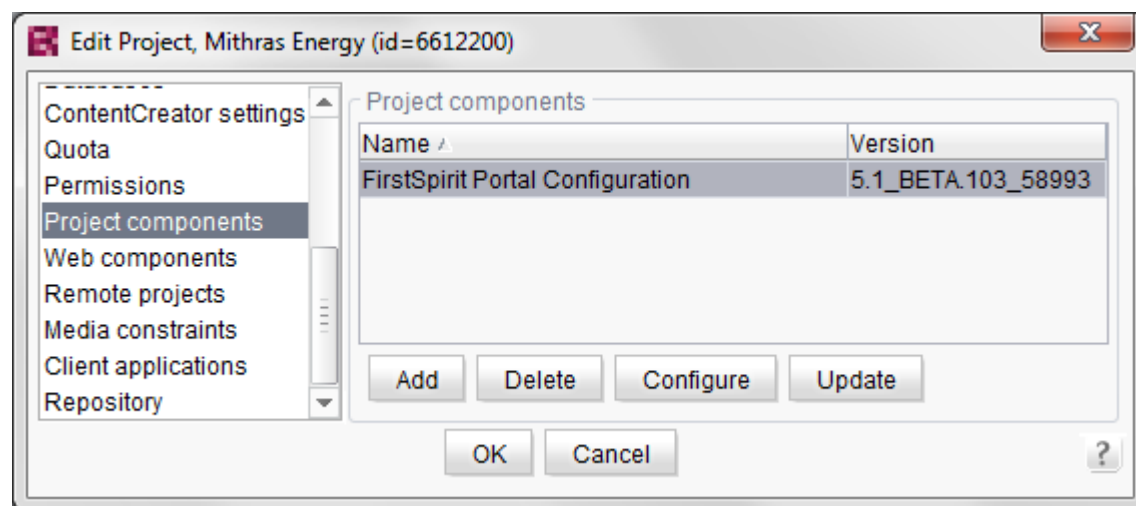 Edit Project, Mithras Energy (id=6612200)
ContentCreator settings
Quota
Permissions
Project components
Web components
Remote projects
Media constraints
Client applications
Repository
Project components
Name Version
FirstSpirit Portal Configuration 5.1_BETA.103_58993
Add Delete Configure Update
OK Cancel
?